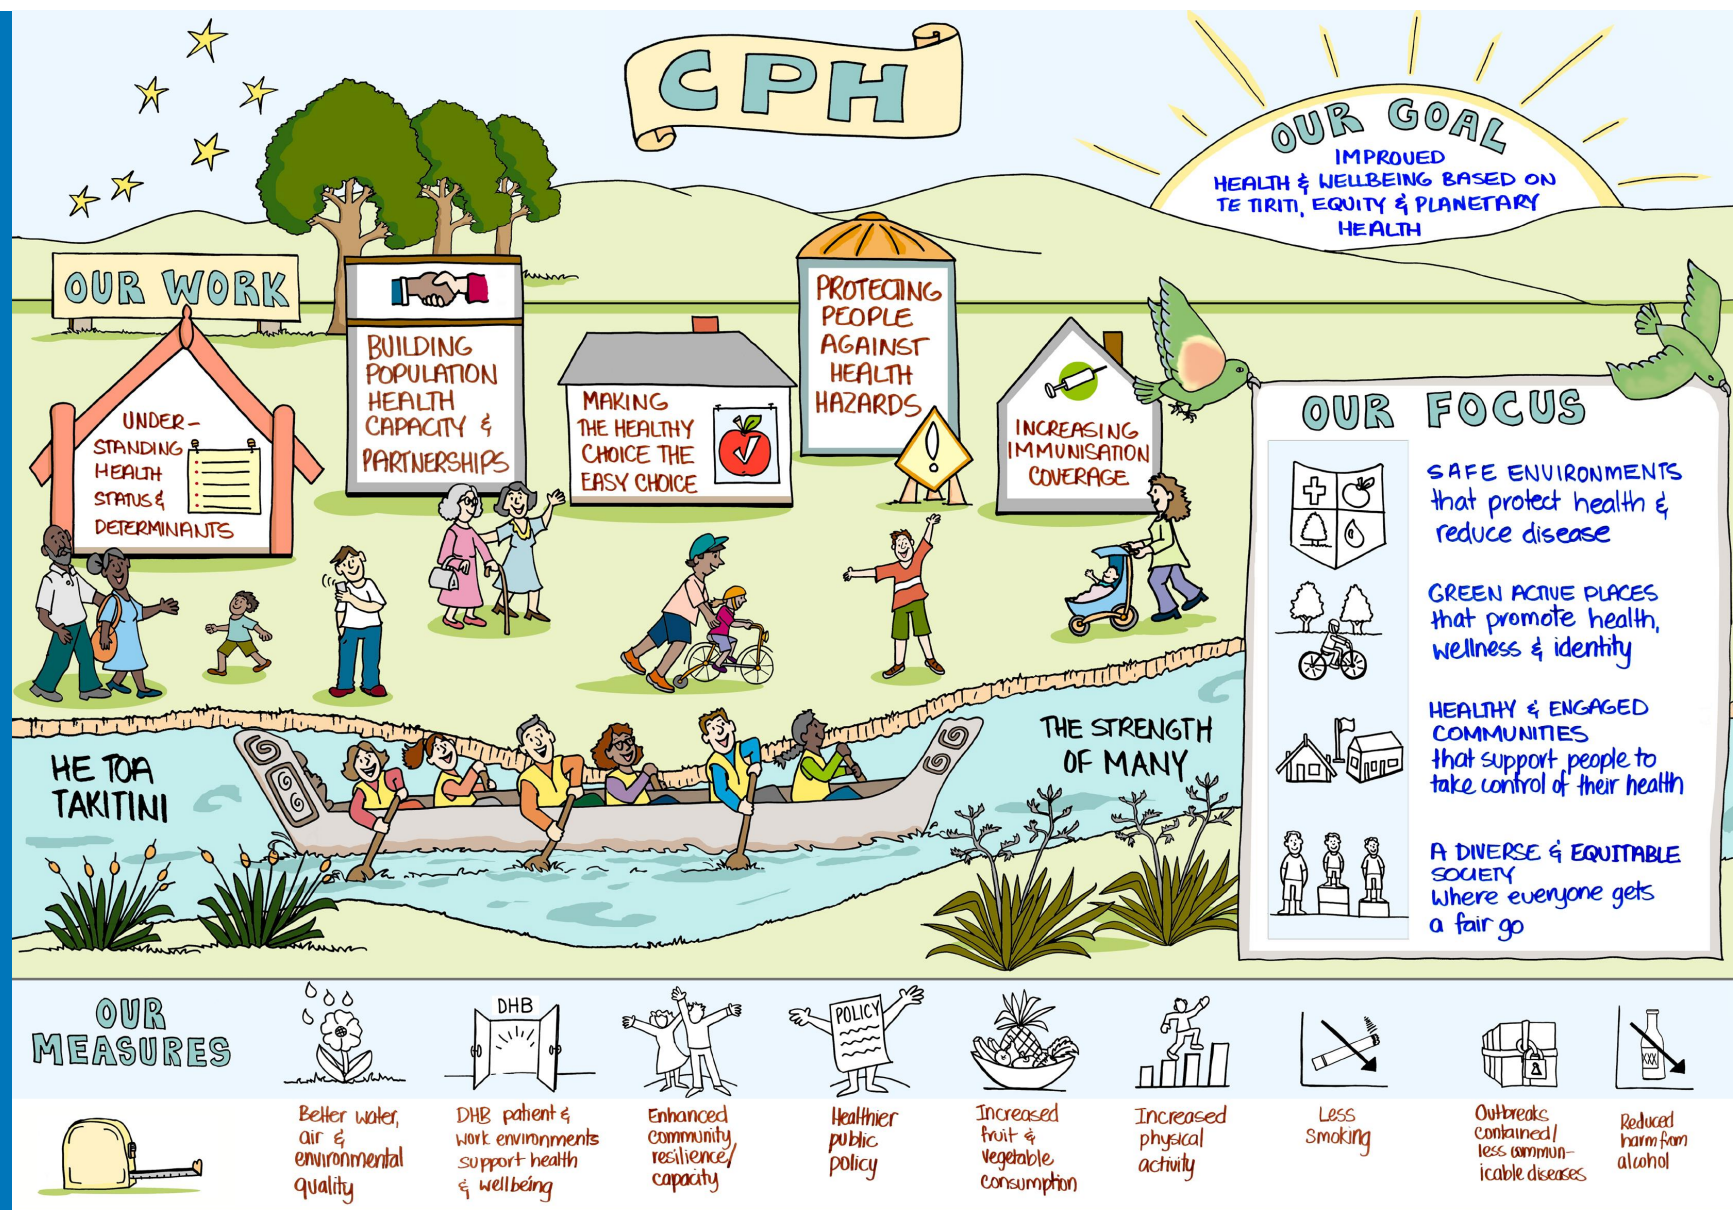 CPH
OUR GOAL
IMPROVED
HEALTH & WELLBEING BASED ON
TE TIRITI, EQUITY & PLANETARY
HEALTH
OUR WORK
UNDER-
STANDING
HEALTH
STATUS &
DETERMINANTS
BUILDING
POPULATION
HEALTH
CAPACITY &
PARTNERSHIPS
MAKING
THE HEALTHY
CHOICE THE
EASY CHOICE
PROTECTING
PEOPLE
AGAINST
HEALTH
HAZARDS
!
INCREASING
IMMUNISATION
COVERAGE
OUR FOCUS
SAFE ENVIRONMENTS
that protect health &
reduce disease
GREEN ACTIVE PLACES
that promote health,
wellness & identity
HEALTHY & ENGAGED
COMMUNITIES
that support people to
take control of their health
A DIVERSE & EQUITABLE
SOCIETY
where everyone gets
a fair go
HE TOA
TAKITINI
THE STRENGTH
OF MANY
OUR
MEASURES
Better water,
air &
environmental
quality
DHB
DHB patient &
work environments
support health
& wellbeing
Enhanced
community
resilience/
capacity
POLICY
Healthier
public
policy
Increased
fruit &
vegetable
consumption
Increased
physical
activity
Less
smoking
Outbreaks
contained/
less commun-
icable diseases
XXX
Reduced
harm from
alcohol